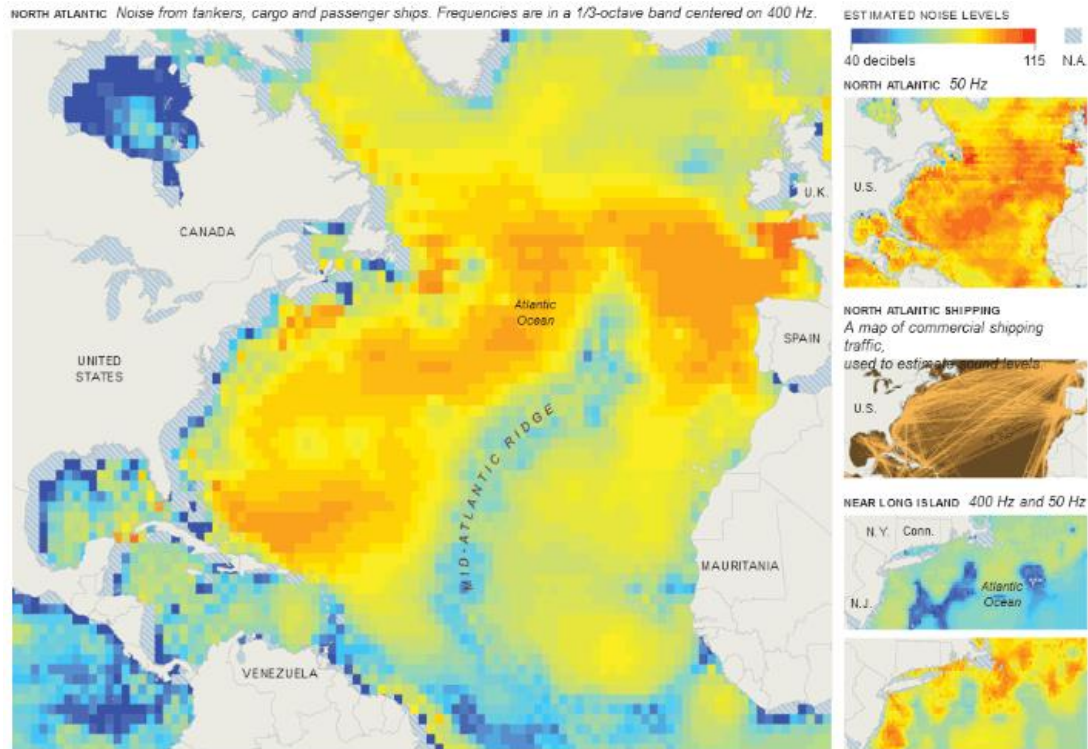 NORTH ATLANTIC Noise from tankers, cargo and passenger ships. Frequencies are in a 1/3-octave band centered on 400 Hz.
CANADA
UNITED
STATES
Atlantic
Ocean
U.K.
SPAIN
MID-ATLANTIC RIDGE
MAURITANIA
VENEZUELA
ESTIMATED NOISE LEVELS
40 decibels 115 N.A.
NORTH ATLANTIC 50 Hz
U.S.
NORTH ATLANTIC SHIPPING
A map of commercial shipping
traffic,
used to estimate sound levels
U.S.
NEAR LONG ISLAND 400 Hz and 50 Hz
N.Y. Conn.
Atlantic
Ocean
N.J.